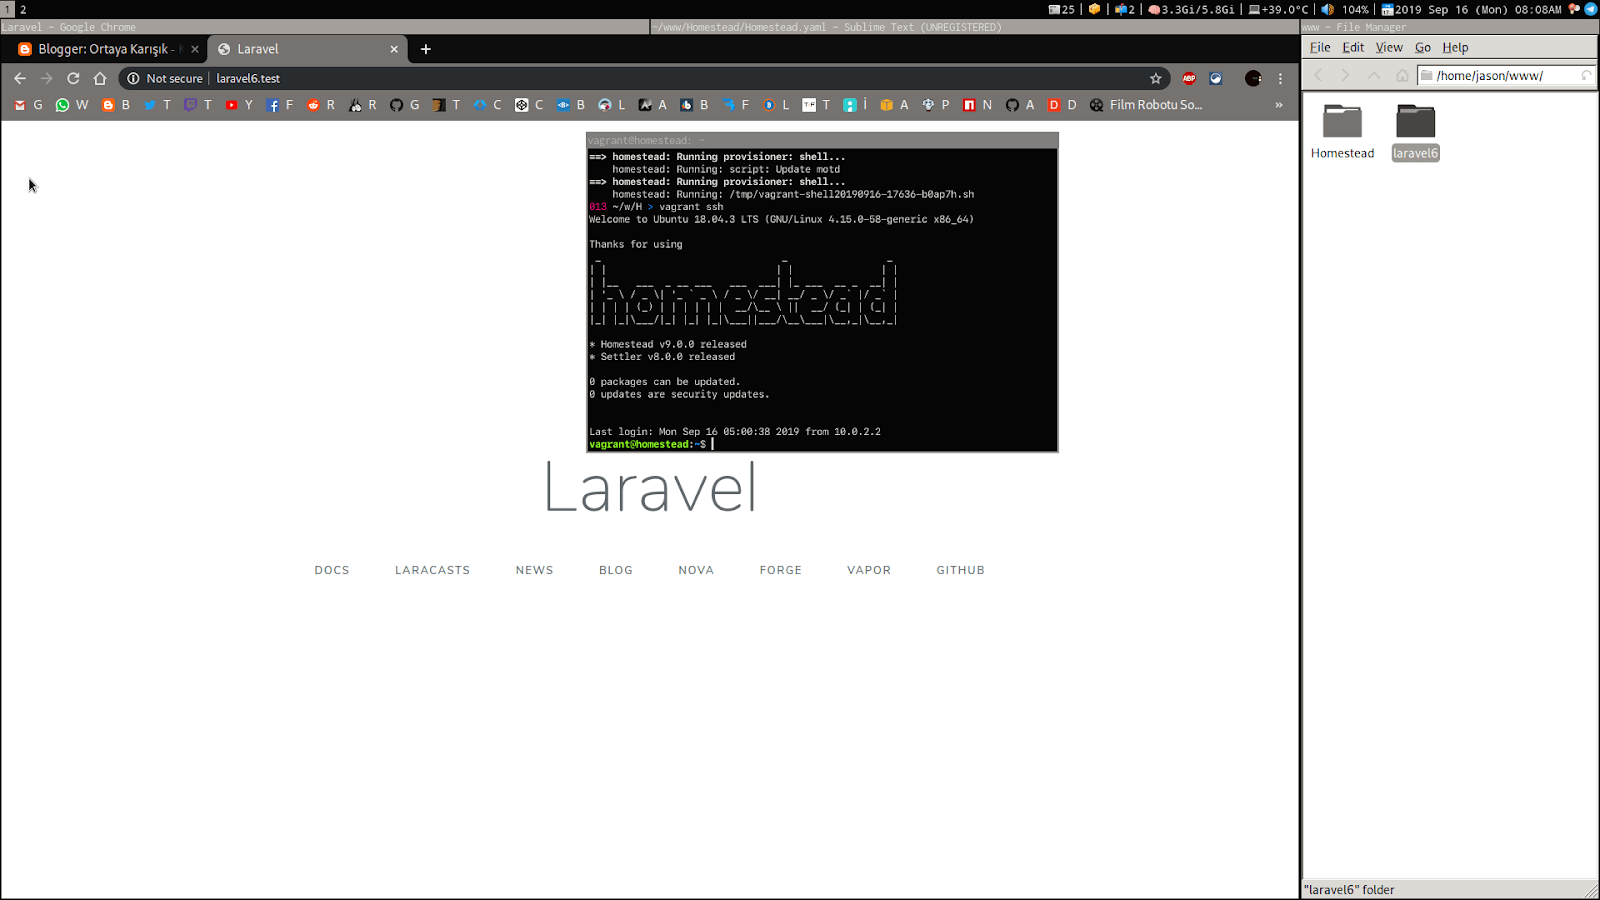 1 2
25 2 3.3Gi/5.8Gi +39.0°C 104% 2019 Sep 16 (Mon) 08:08AM
Laravel - Google Chrome
~/www/Homestead/Homestead.yaml - Sublime Text (UNREGISTERED)
www - File Manager
Blogger: Ortaya Karışık -
Laravel
File Edit View Go Help
Not secure laravel6.test
ABP
/home/jason/www/
G W B T T Y F R R G T C C B L A B F L T İ A P N A D Film Robotu So... »
Homestead laravel6
vagrant@homestead: ~
==> homestead: Running provisioner: shell...
homestead: Running: script: Update motd
==> homestead: Running provisioner: shell...
homestead: Running: /tmp/vagrant-shell20190916-17636-b0ap7h.sh
013 ~/w/H > vagrant ssh
Welcome to Ubuntu 18.04.3 LTS (GNU/Linux 4.15.0-58-generic x86_64)
Thanks for using
homestead
* Homestead v9.0.0 released
* Settler v8.0.0 released
0 packages can be updated.
0 updates are security updates.
Last login: Mon Sep 16 05:00:38 2019 from 10.0.2.2
vagrant@homestead:~$
Laravel
DOCS LARACASTS NEWS BLOG NOVA FORGE VAPOR GITHUB
"laravel6" folder